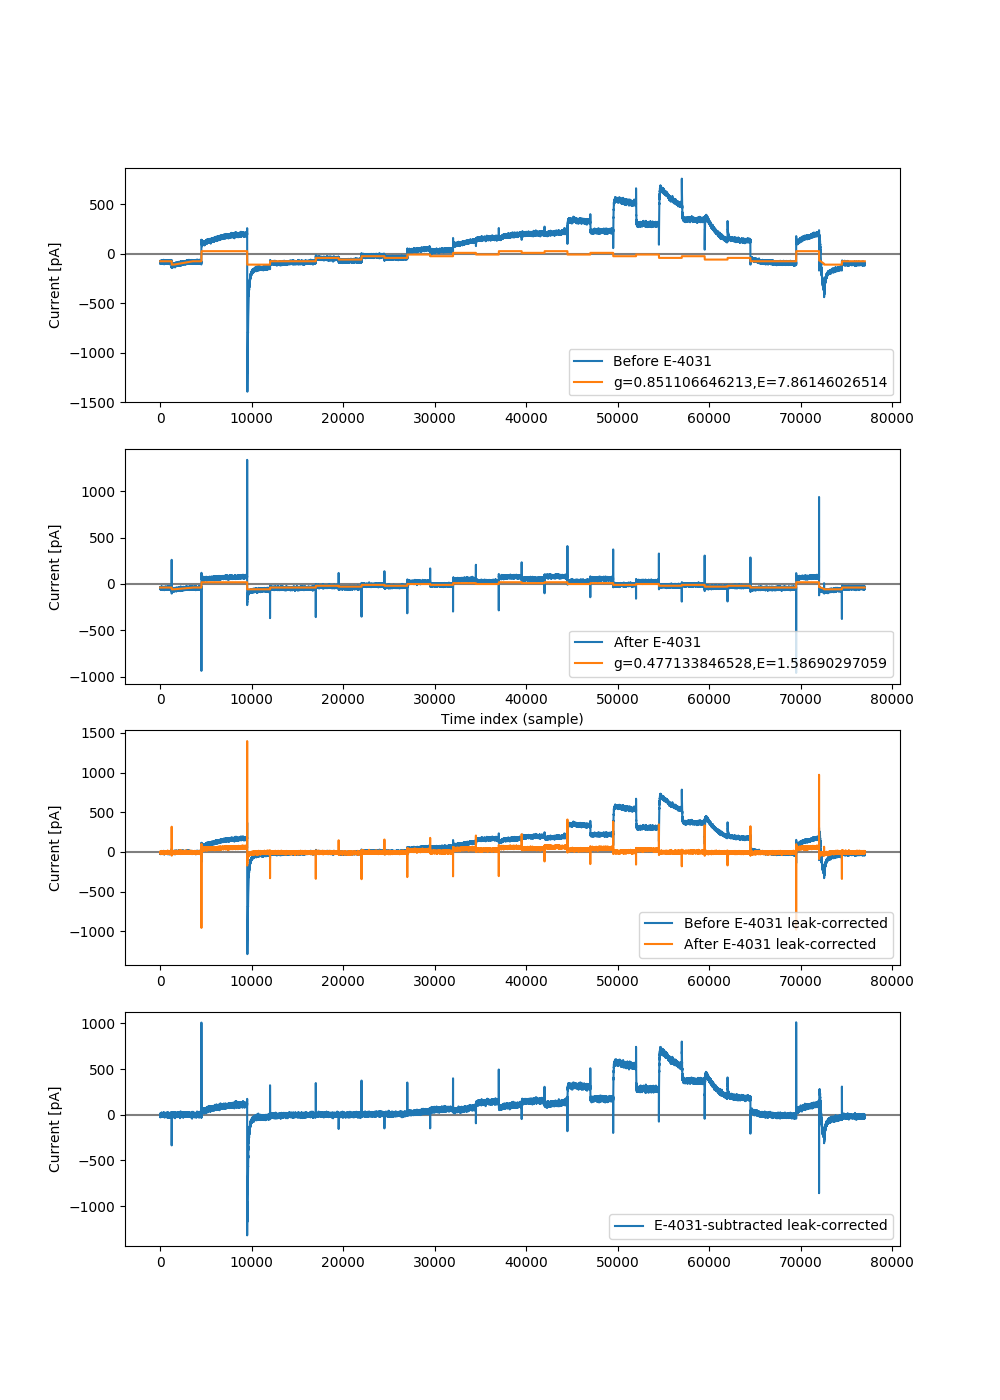 500
0
−500
−1000
−1500
Current [pA]
Before E-4031
g=0.851106646213,E=7.86146026514
0 10000 20000 30000 40000 50000 60000 70000 80000
1000
500
0
−500
−1000
Current [pA]
After E-4031
g=0.477133846528,E=1.58690297059
0 10000 20000 30000 40000 50000 60000 70000 80000
Time index (sample)
1500
1000
500
0
−500
−1000
Current [pA]
Before E-4031 leak-corrected
After E-4031 leak-corrected
0 10000 20000 30000 40000 50000 60000 70000 80000
1000
500
0
−500
−1000
Current [pA]
E-4031-subtracted leak-corrected
0 10000 20000 30000 40000 50000 60000 70000 80000